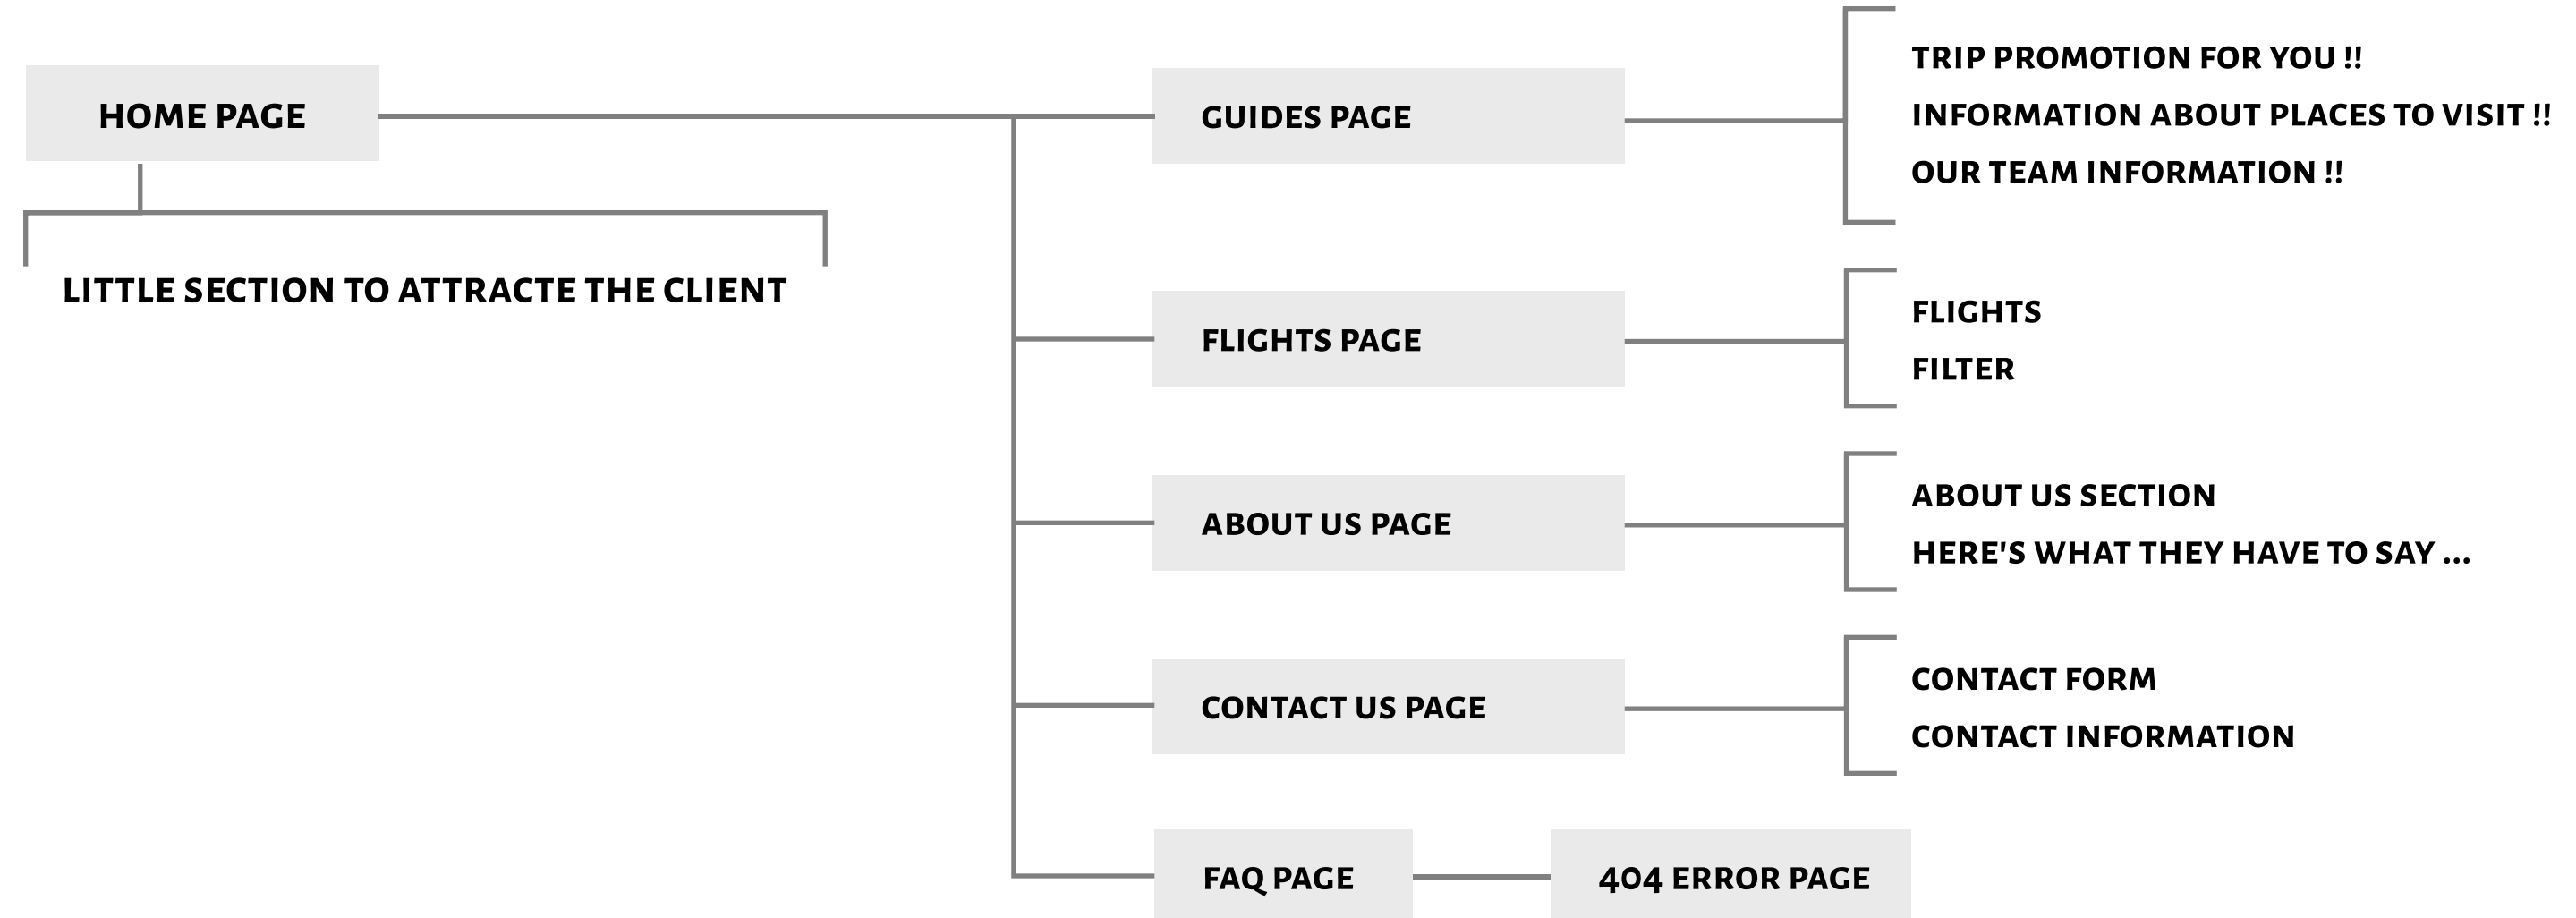 HOME PAGE
LITTLE SECTION TO ATTRACTE THE CLIENT
GUIDES PAGE
TRIP PROMOTION FOR YOU !!
INFORMATION ABOUT PLACES TO VISIT !!
OUR TEAM INFORMATION !!
FLIGHTS PAGE
FLIGHTS
FILTER
ABOUT US PAGE
ABOUT US SECTION
HERE'S WHAT THEY HAVE TO SAY ...
CONTACT US PAGE
CONTACT FORM
CONTACT INFORMATION
FAQ PAGE
404 ERROR PAGE